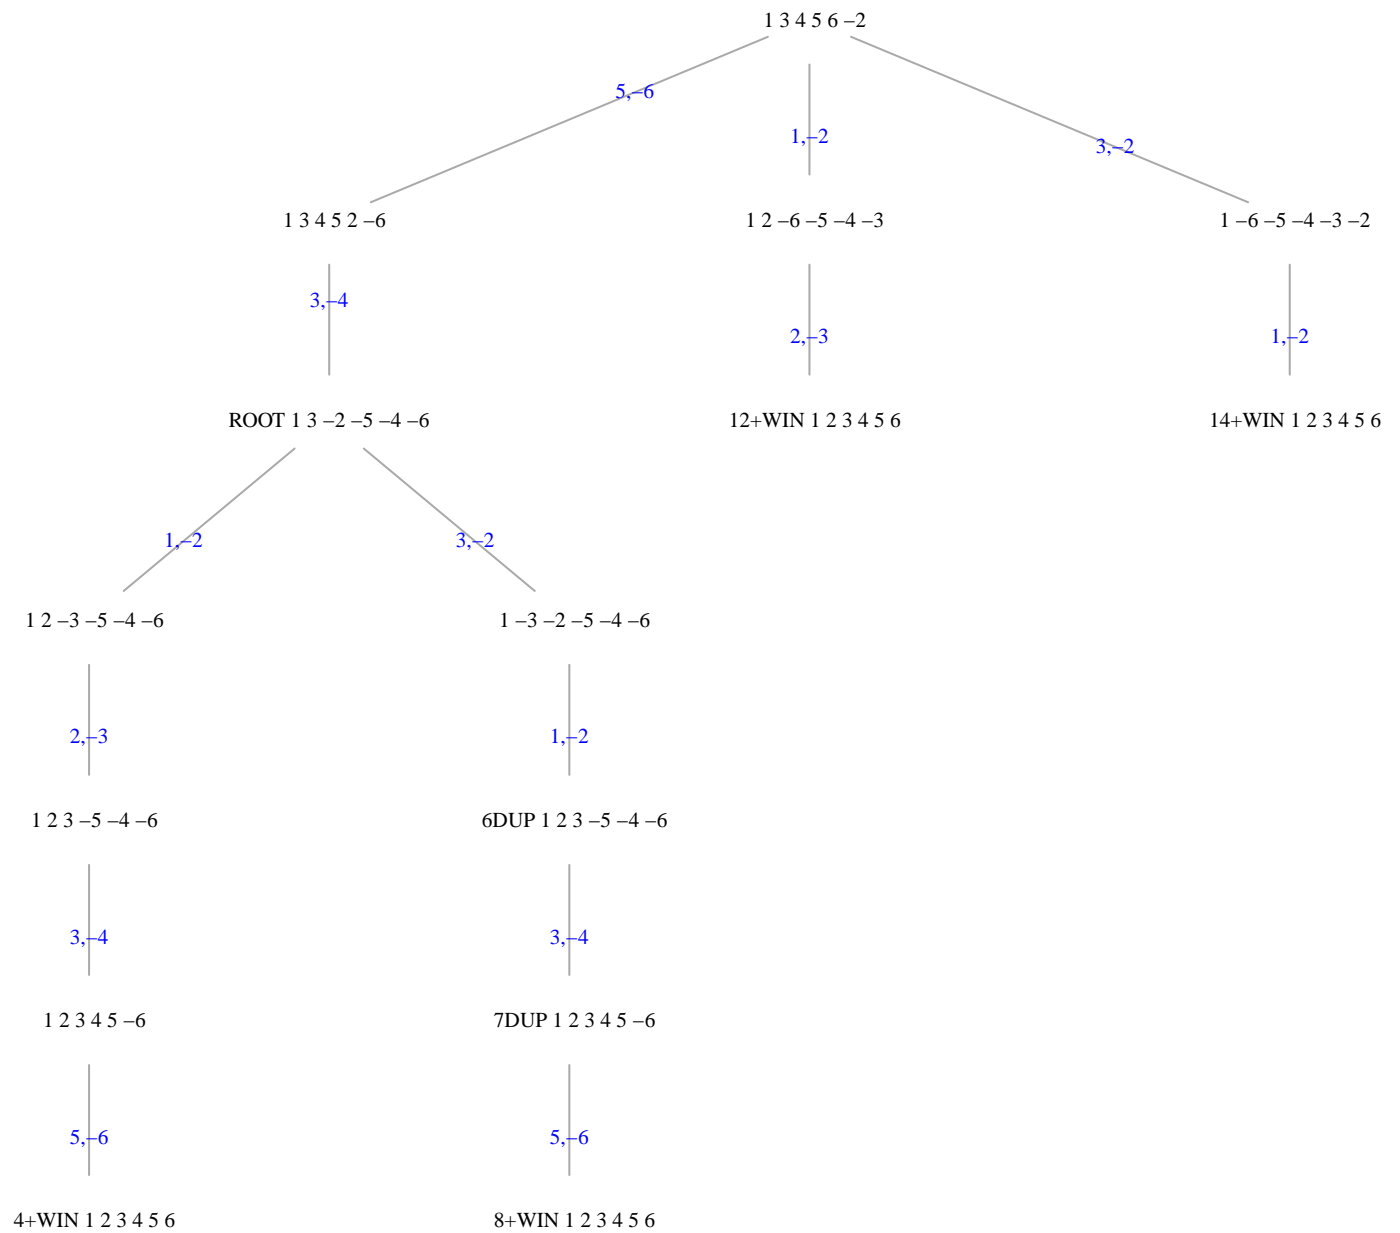 1 3 4 5 6 –2
5,–6
1,–2
3,–2
1 3 4 5 2 –6
1 2 –6 –5 –4 –3
1 –6 –5 –4 –3 –2
3,–4
2,–3
1,–2
ROOT 1 3 –2 –5 –4 –6
12+WIN 1 2 3 4 5 6
14+WIN 1 2 3 4 5 6
1,–2
3,–2
1 2 –3 –5 –4 –6
1 –3 –2 –5 –4 –6
2,–3
1,–2
1 2 3 –5 –4 –6
6DUP 1 2 3 –5 –4 –6
3,–4
3,–4
1 2 3 4 5 –6
7DUP 1 2 3 4 5 –6
5,–6
5,–6
4+WIN 1 2 3 4 5 6
8+WIN 1 2 3 4 5 6